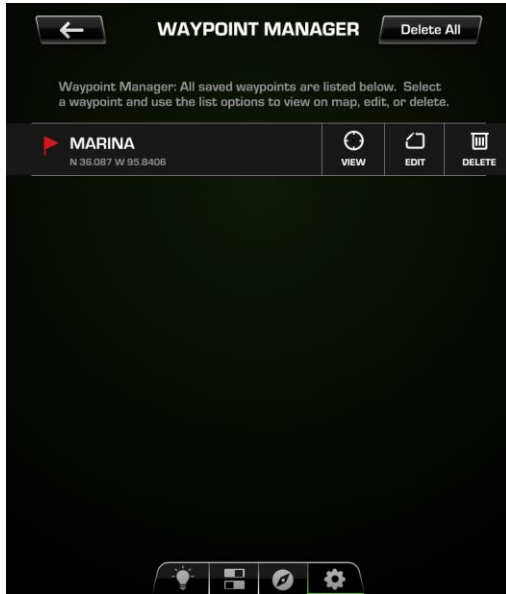 WAYPOINT MANAGER
Delete All
Waypoint Manager: All saved waypoints are listed below. Select
a waypoint and use the list options to view on map, edit, or delete.
MARINA
N 36.087 W 95.8406
VIEW
EDIT
DELETE